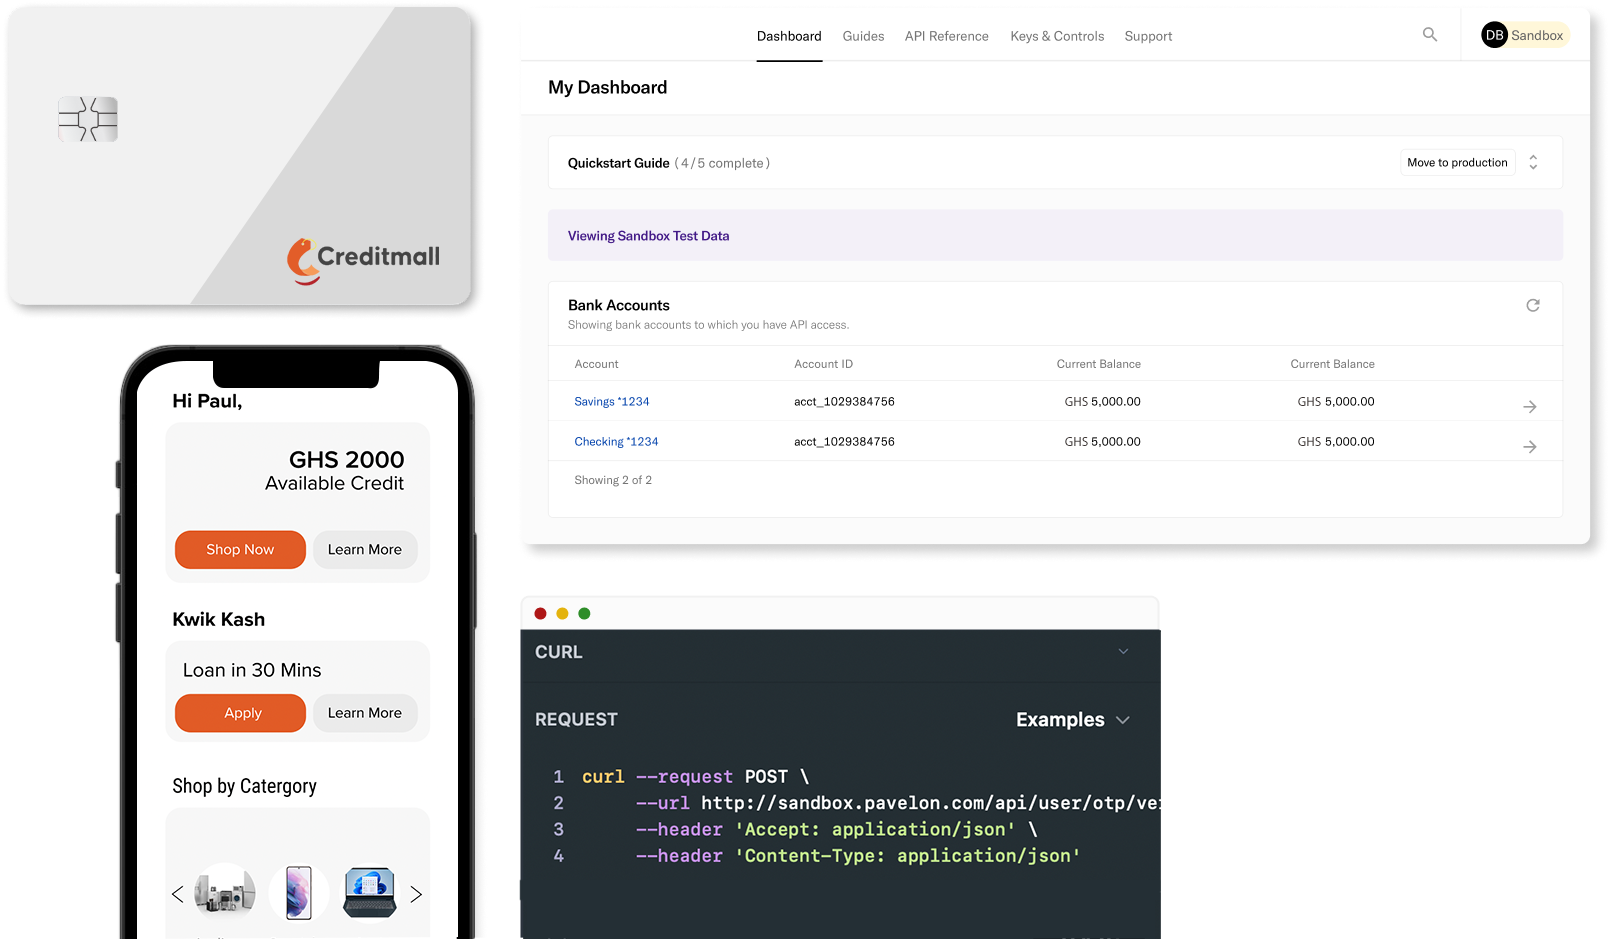 Creditmall
Dashboard Guides API Reference Keys & Controls Support
DB Sandbox
My Dashboard
Quickstart Guide (4/5 complete)
Move to production
Viewing Sandbox Test Data
Bank Accounts
Showing bank accounts to which you have API access.
Account Account ID Current Balance Current Balance
Savings *1234 acct_1029384756 GHS 5,000.00 GHS 5,000.00
Checking *1234 acct_1029384756 GHS 5,000.00 GHS 5,000.00
Showing 2 of 2
Hi Paul,
GHS 2000
Available Credit
Shop Now Learn More
Kwik Kash
Loan in 30 Mins
Apply Learn More
Shop by Catergory
CURL
REQUEST Examples
1 curl --request POST \
2 --url http://sandbox.pavelon.com/api/user/otp/
3 --header 'Accept: application/json' \
4 --header 'Content-Type: application/json'